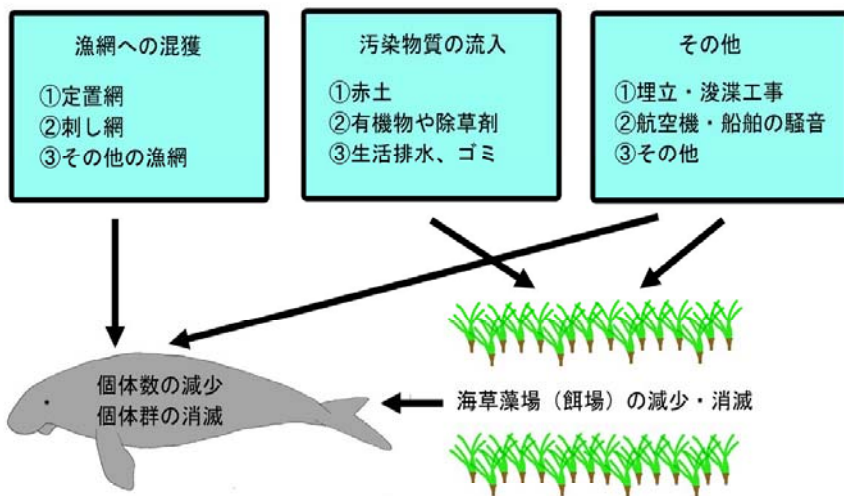 漁網への混獲
①定置網
②刺し網
③その他の漁網
汚染物質の流入
①赤土
②有機物や除草剤
③生活排水、ゴミ
その他
①埋立・浚渫工事
②航空機・船舶の騒音
③その他
個体数の減少
個体群の消滅
海草藻場（餌場）の減少・消滅